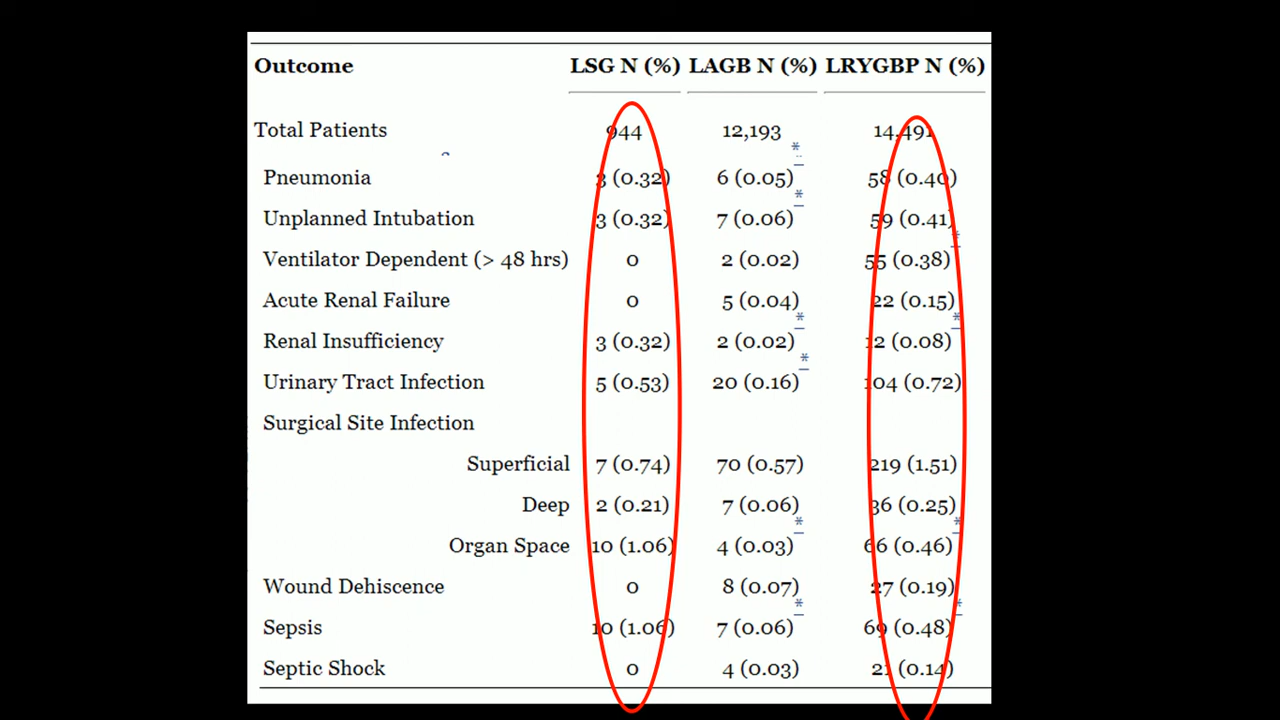 Outcome LSG N (%) LAGB N (%) LRYGBP N (%)
Total Patients 944 12,193 14,491
Pneumonia 3 (0.32) 6 (0.05)* 58 (0.40)
Unplanned Intubation 3 (0.32) 7 (0.06)* 59 (0.41)
Ventilator Dependent (> 48 hrs) 0 2 (0.02) 55 (0.38)*
Acute Renal Failure 0 5 (0.04) 22 (0.15)
Renal Insufficiency 3 (0.32) 2 (0.02)* 12 (0.08)*
Urinary Tract Infection 5 (0.53) 20 (0.16)* 104 (0.72)
Surgical Site Infection
Superficial 7 (0.74) 70 (0.57) 219 (1.51)
Deep 2 (0.21) 7 (0.06) 36 (0.25)
Organ Space 10 (1.06) 4 (0.03)* 66 (0.46)*
Wound Dehiscence 0 8 (0.07) 27 (0.19)
Sepsis 10 (1.06) 7 (0.06)* 69 (0.48)*
Septic Shock 0 4 (0.03) 21 (0.14)